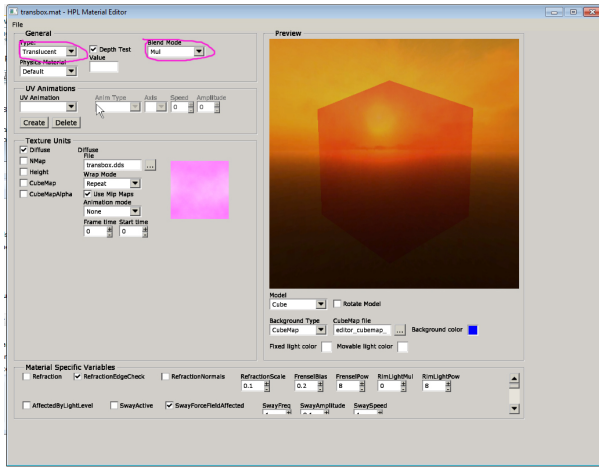 transbox.mat - HPL Material Editor
File
General
Type:
Translucent
Depth Test
Blend Mode
Mul
Physics Material
Default
Value
UV Animations
UV Animation
Anim Type
Axis
Speed
Amplitude
0
0
Create
Delete
Texture Units
Diffuse
NMap
Height
CubeMap
CubeMapAlpha
Diffuse
File
transbox.dds
...
Wrap Mode
Repeat
Use Mip Maps
Animation mode
None
Frame time
Start time
0
0
Preview
Model
Cube
Rotate Model
Background Type
CubeMap
CubeMap file
editor_cubemap_
...
Background color
Fixed light color
Movable light color
Material Specific Variables
Refraction
RefractionEdgeCheck
RefractionNormals
RefractionScale
0.1
FrenselBias
0.2
FrenselPow
8
RimLightMul
0
RimLightPow
8
AffectedByLightLevel
SwayActive
SwayForceFieldAffected
SwayFreq
SwayAmplitude
SwaySpeed